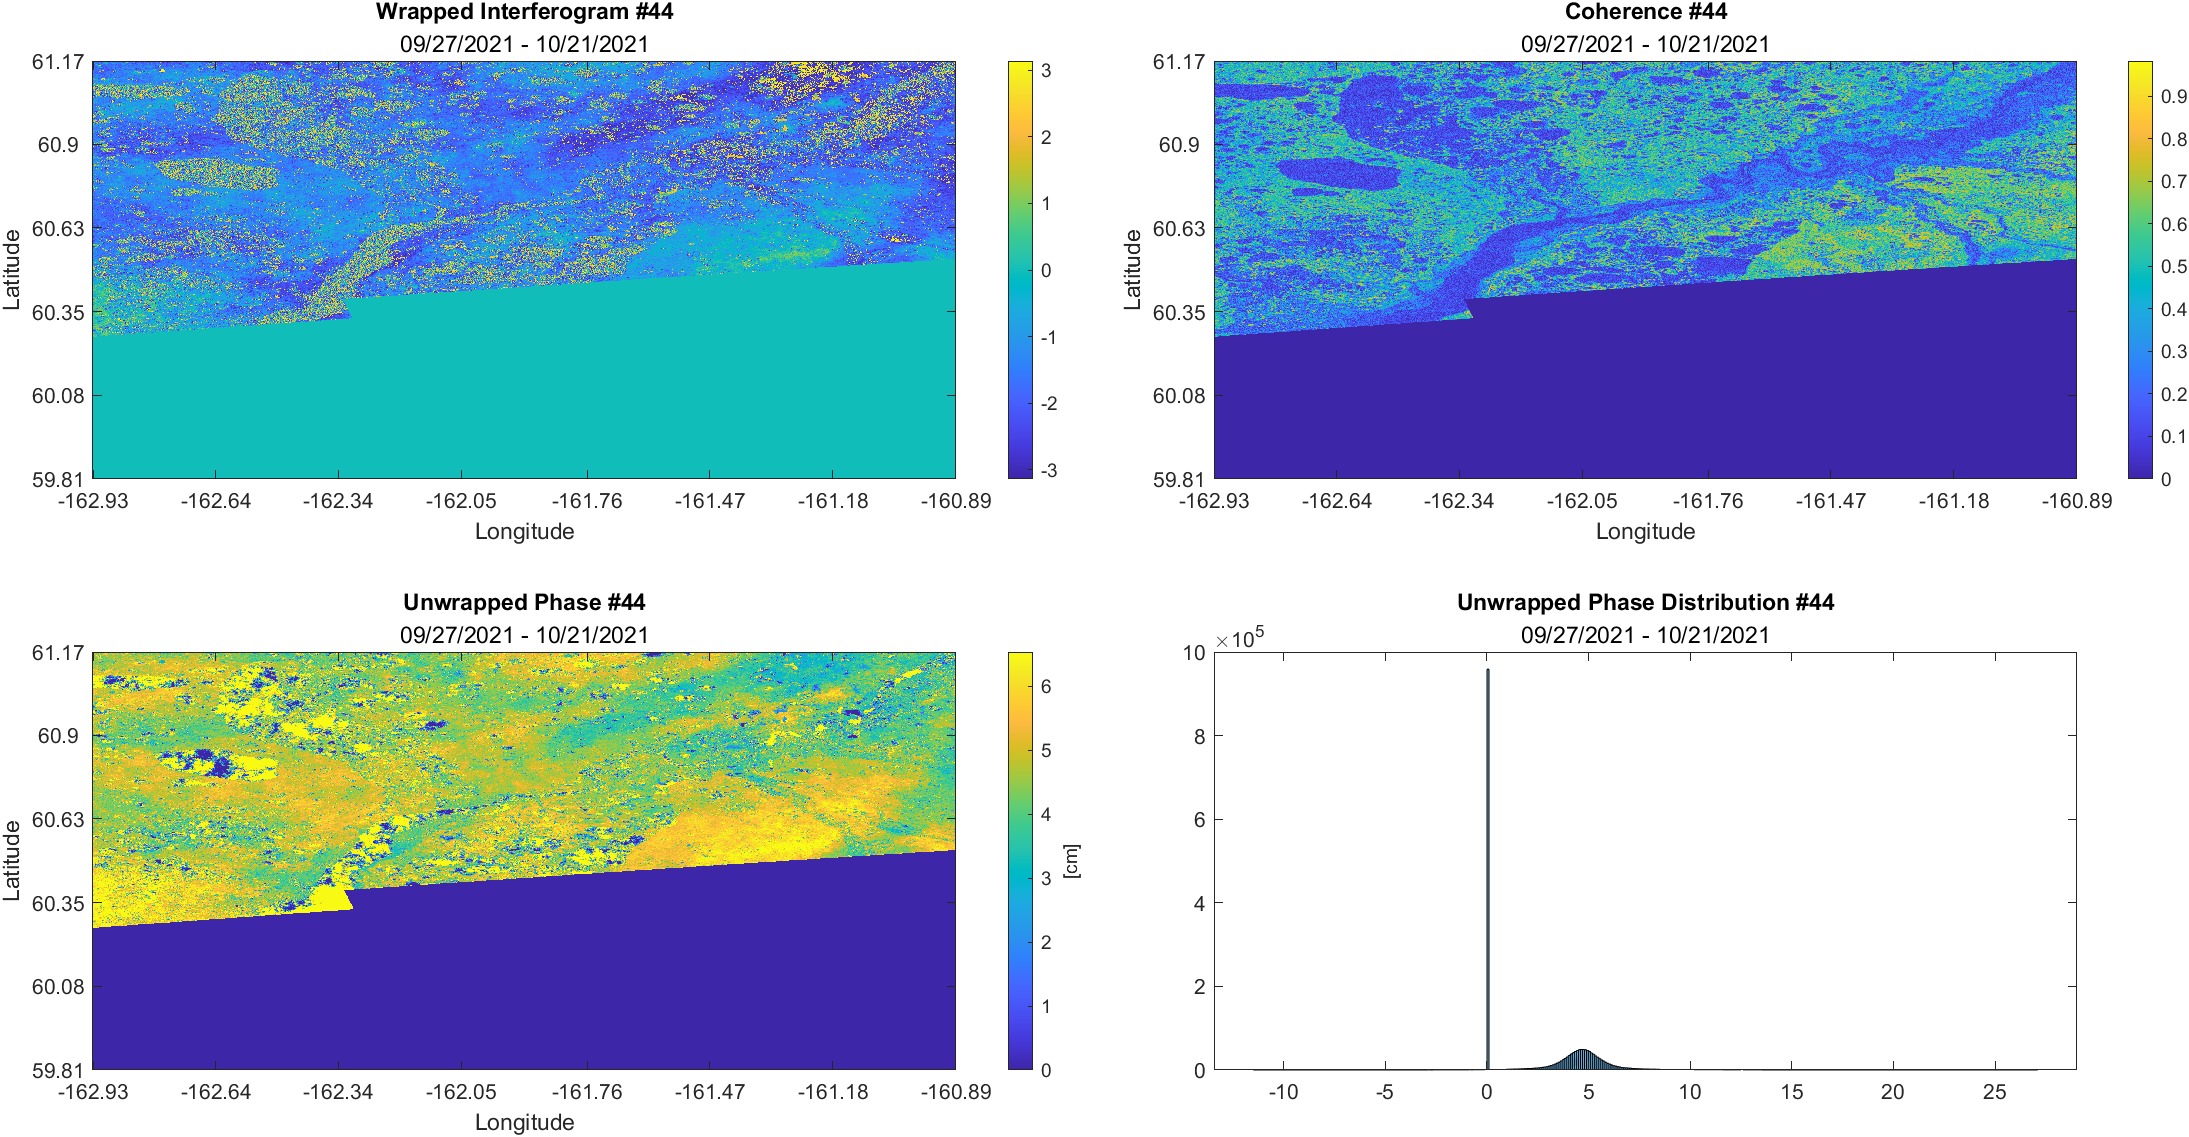 Wrapped Interferogram #44
09/27/2021 - 10/21/2021
61.17
60.9
60.63
60.35
60.08
59.81
Latitude
-162.93 -162.64 -162.34 -162.05 -161.76 -161.47 -161.18 -160.89
Longitude
3
2
1
0
-1
-2
-3
Coherence #44
09/27/2021 - 10/21/2021
61.17
60.9
60.63
60.35
60.08
59.81
Latitude
-162.93 -162.64 -162.34 -162.05 -161.76 -161.47 -161.18 -160.89
Longitude
0.9
0.8
0.7
0.6
0.5
0.4
0.3
0.2
0.1
0
Unwrapped Phase #44
09/27/2021 - 10/21/2021
61.17
60.9
60.63
60.35
60.08
59.81
Latitude
-162.93 -162.64 -162.34 -162.05 -161.76 -161.47 -161.18 -160.89
Longitude
6
5
4
3
2
1
0
[cm]
Unwrapped Phase Distribution #44
09/27/2021 - 10/21/2021
×10⁵
10
8
6
4
2
0
-10 -5 0 5 10 15 20 25